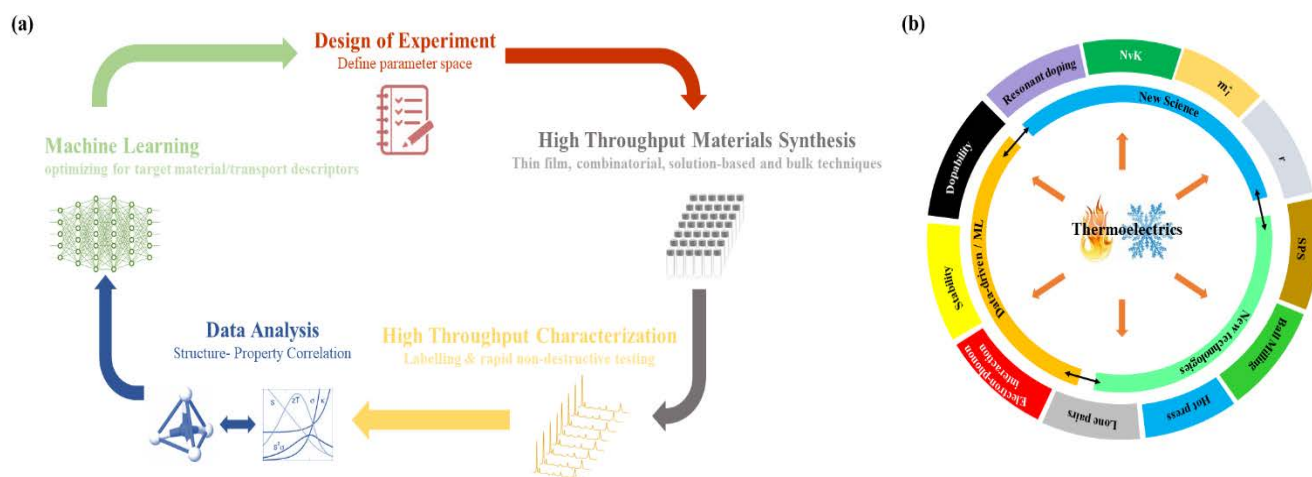 (a)
Design of Experiment
Define parameter space
Machine Learning
optimizing for target material/transport descriptors
High Throughput Materials Synthesis
Thin film, combinatorial, solution-based and bulk techniques
Data Analysis
Structure- Property Correlation
High Throughput Characterization
Labelling & rapid non-destructive testing
S
zT
σ
κ
S²σ
(b)
Resonant doping
NvK
r
SPS
Ball Milling
Hot press
Lone pairs
Electron-phonon
interaction
Stability
Dopability
New Science
New technologies
Data-driven / ML
Thermoelectrics